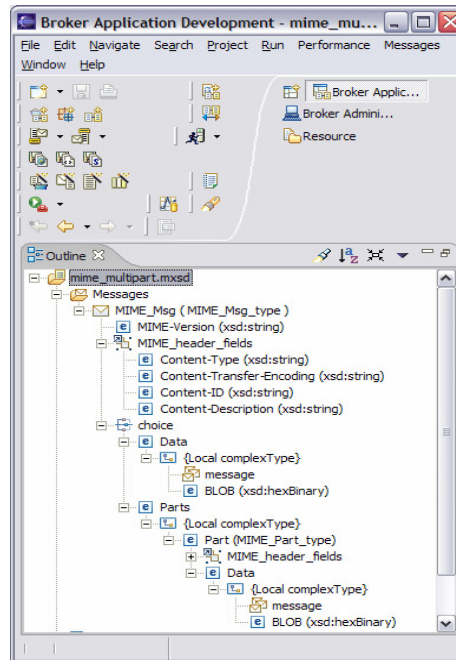 Broker Application Development - mime_mu...
File Edit Navigate Search Project Run Performance Messages
Window Help
Broker Applic...
Broker Admini...
Resource
Outline
mime_multipart.mxsd
Messages
MIME_Msg ( MIME_Msg_type )
MIME-Version (xsd:string)
MIME_header_fields
Content-Type (xsd:string)
Content-Transfer-Encoding (xsd:string)
Content-ID (xsd:string)
Content-Description (xsd:string)
choice
Data
{Local complexType}
message
BLOB (xsd:hexBinary)
Parts
{Local complexType}
Part (MIME_Part_type)
MIME_header_fields
Data
{Local complexType}
message
BLOB (xsd:hexBinary)